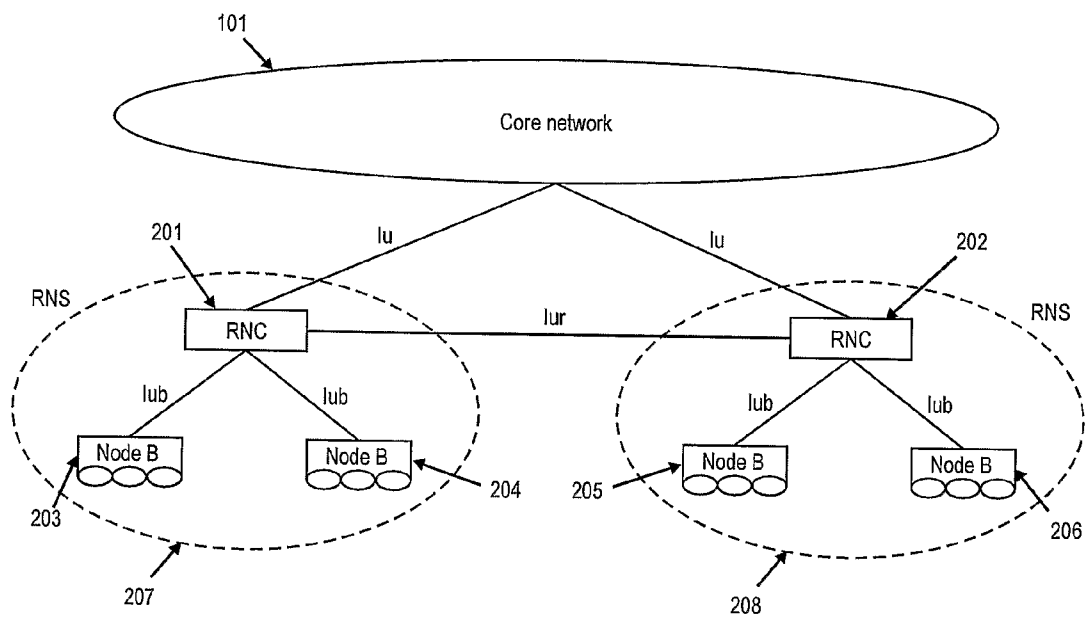 101
Core network
Iu
Iu
201
202
RNS
RNS
RNC
Iur
RNC
Iub
Iub
Iub
Iub
Node B
Node B
Node B
Node B
203
204
205
206
207
208